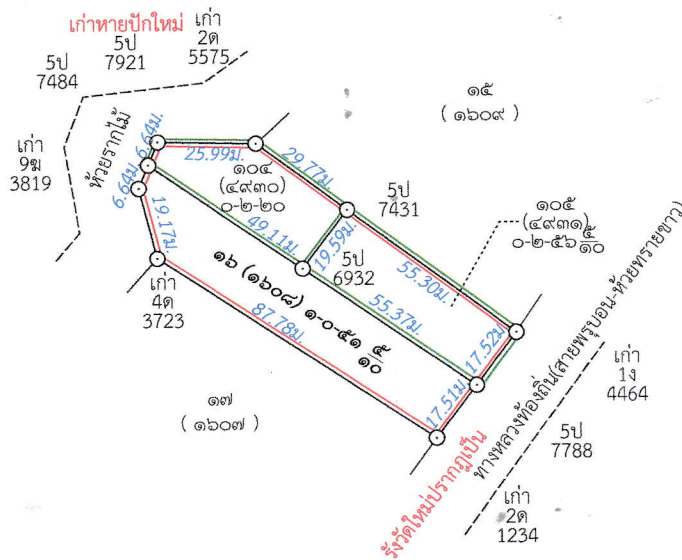 เก่าหายปักใหม่
เก่า
2ด
5575
5ป
7921
5ป
7484
เก่า
9ฆ
3819
ห้วยรากไม้
๑๕
( ๑๖๐๙ )
6.64ม.
25.99ม.
29.77ม.
๑๐๔
(๔๙๓๐)
๐-๒-๒๐
5ป
7431
๑๐๕
(๔๙๓๑)
๐-๒-๕๖ ๕/๑๐
6.64ม.
19.17ม.
49.11ม.
19.59ม.
5ป
6932
55.30ม.
55.37ม.
๑๖ (๑๖๐๘) ๑-๐-๕๑ ๕/๑๐
87.78ม.
17.52ม.
17.51ม.
เก่า
4ด
3723
๑๗
( ๑๖๐๗ )
ทางหลวงท้องถิ่น(สายพรุบอน-ห้วยทรายขาว)
รังวัดใหม่ปรากฏเป็น
เก่า
1ง
4464
5ป
7788
เก่า
2ด
1234